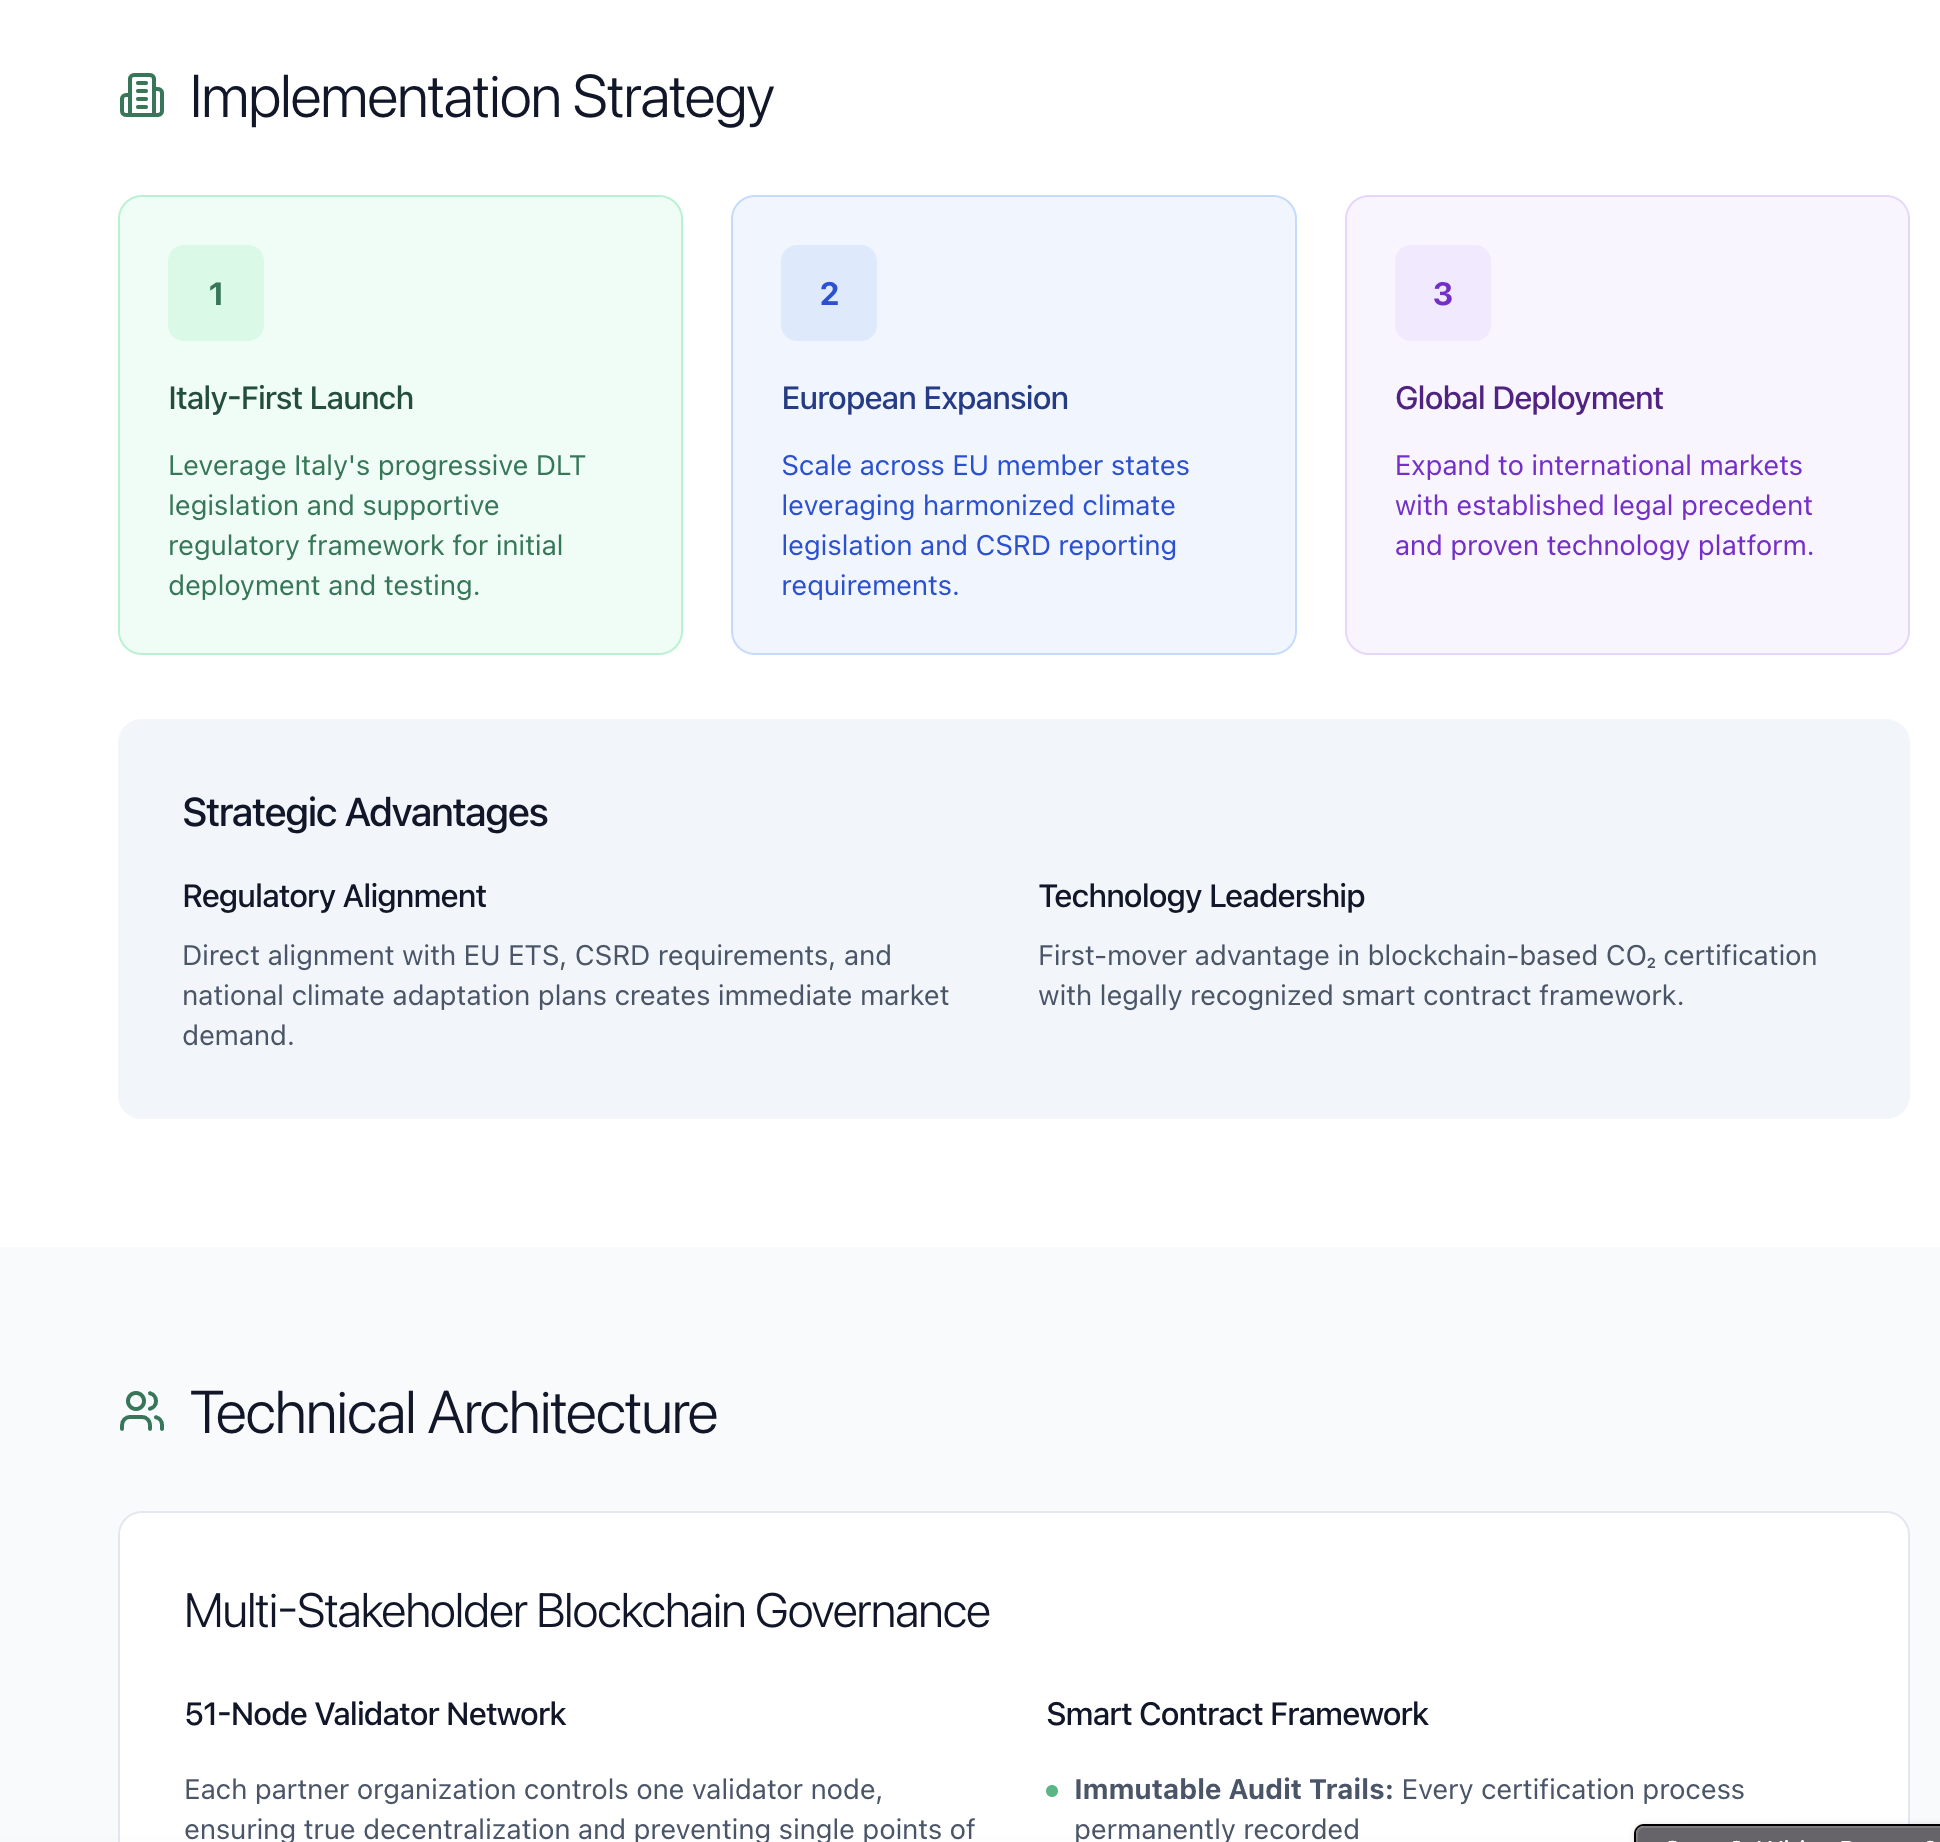 Implementation Strategy
1
Italy-First Launch
Leverage Italy's progressive DLT
legislation and supportive
regulatory framework for initial
deployment and testing.
2
European Expansion
Scale across EU member states
leveraging harmonized climate
legislation and CSRD reporting
requirements.
3
Global Deployment
Expand to international markets
with established legal precedent
and proven technology platform.
Strategic Advantages
Regulatory Alignment
Direct alignment with EU ETS, CSRD requirements, and
national climate adaptation plans creates immediate market
demand.
Technology Leadership
First-mover advantage in blockchain-based CO₂ certification
with legally recognized smart contract framework.
Technical Architecture
Multi-Stakeholder Blockchain Governance
51-Node Validator Network
Each partner organization controls one validator node,
ensuring true decentralization and preventing single points of
Smart Contract Framework
Immutable Audit Trails: Every certification process
permanently recorded